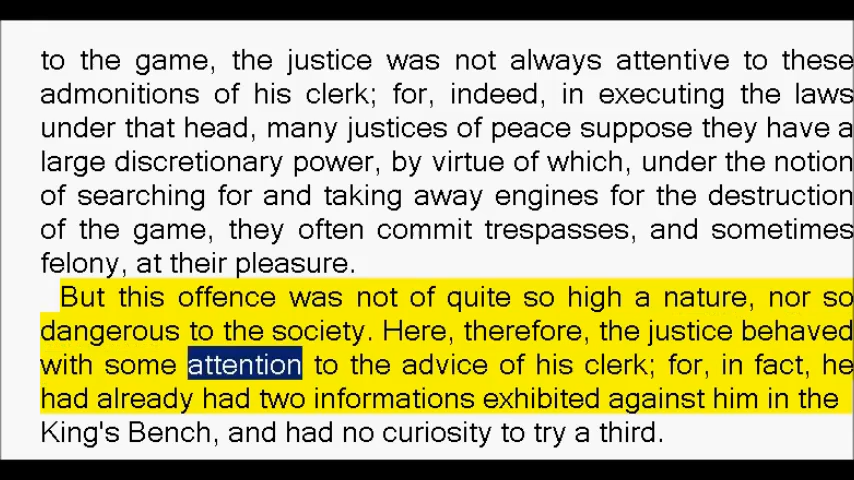 to the game, the justice was not always attentive to these
admonitions of his clerk; for, indeed, in executing the laws
under that head, many justices of peace suppose they have a
large discretionary power, by virtue of which, under the notion
of searching for and taking away engines for the destruction
of the game, they often commit trespasses, and sometimes
felony, at their pleasure.
But this offence was not of quite so high a nature, nor so
dangerous to the society. Here, therefore, the justice behaved
with some attention to the advice of his clerk; for, in fact, he
had already had two informations exhibited against him in the
King's Bench, and had no curiosity to try a third.